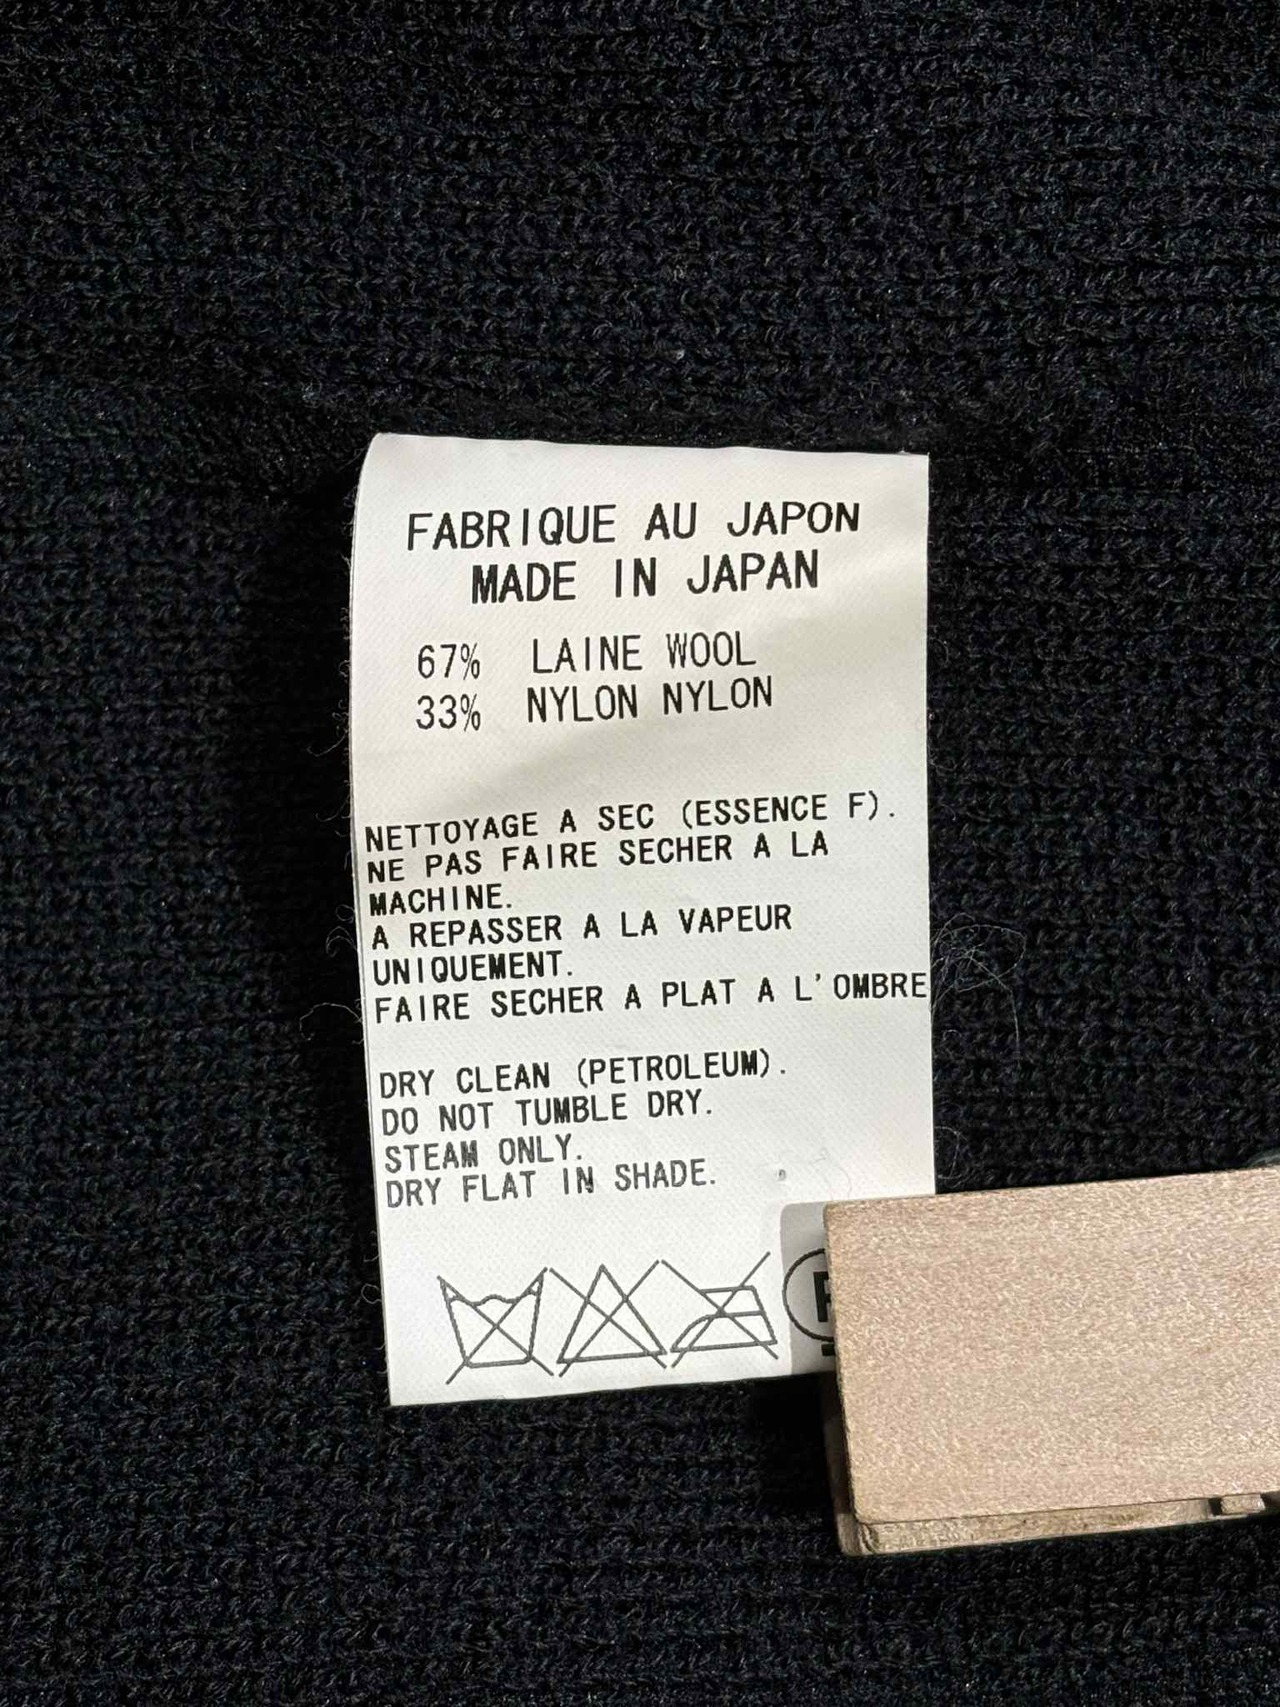 FABRIQUE AU JAPON
MADE IN JAPAN
67% LAINE WOOL
33% NYLON NYLON
NETTOYAGE A SEC (ESSENCE F).
NE PAS FAIRE SECHER A LA
MACHINE.
A REPASSER A LA VAPEUR
UNIQUEMENT.
FAIRE SECHER A PLAT A L'OMBRE
DRY CLEAN (PETROLEUM).
DO NOT TUMBLE DRY.
STEAM ONLY.
DRY FLAT IN SHADE.